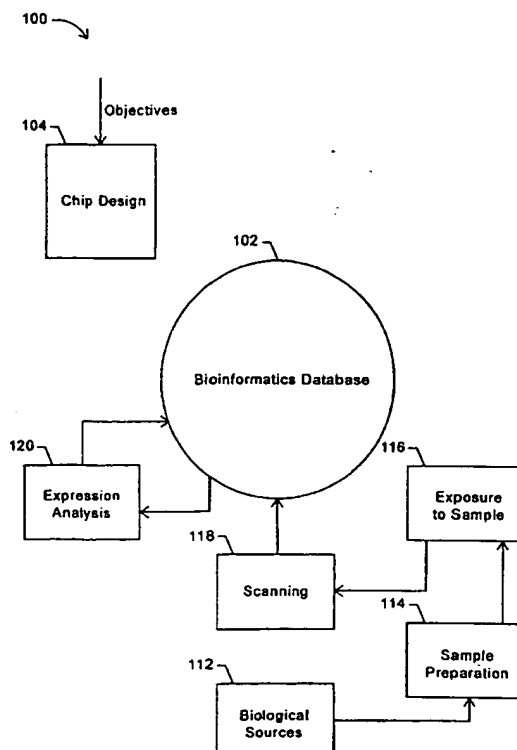 100
Objectives
104
Chip Design
102
Bioinformatics Database
120
Expression
Analysis
116
Exposure
to Sample
118
Scanning
114
Sample
Preparation
112
Biological
Sources